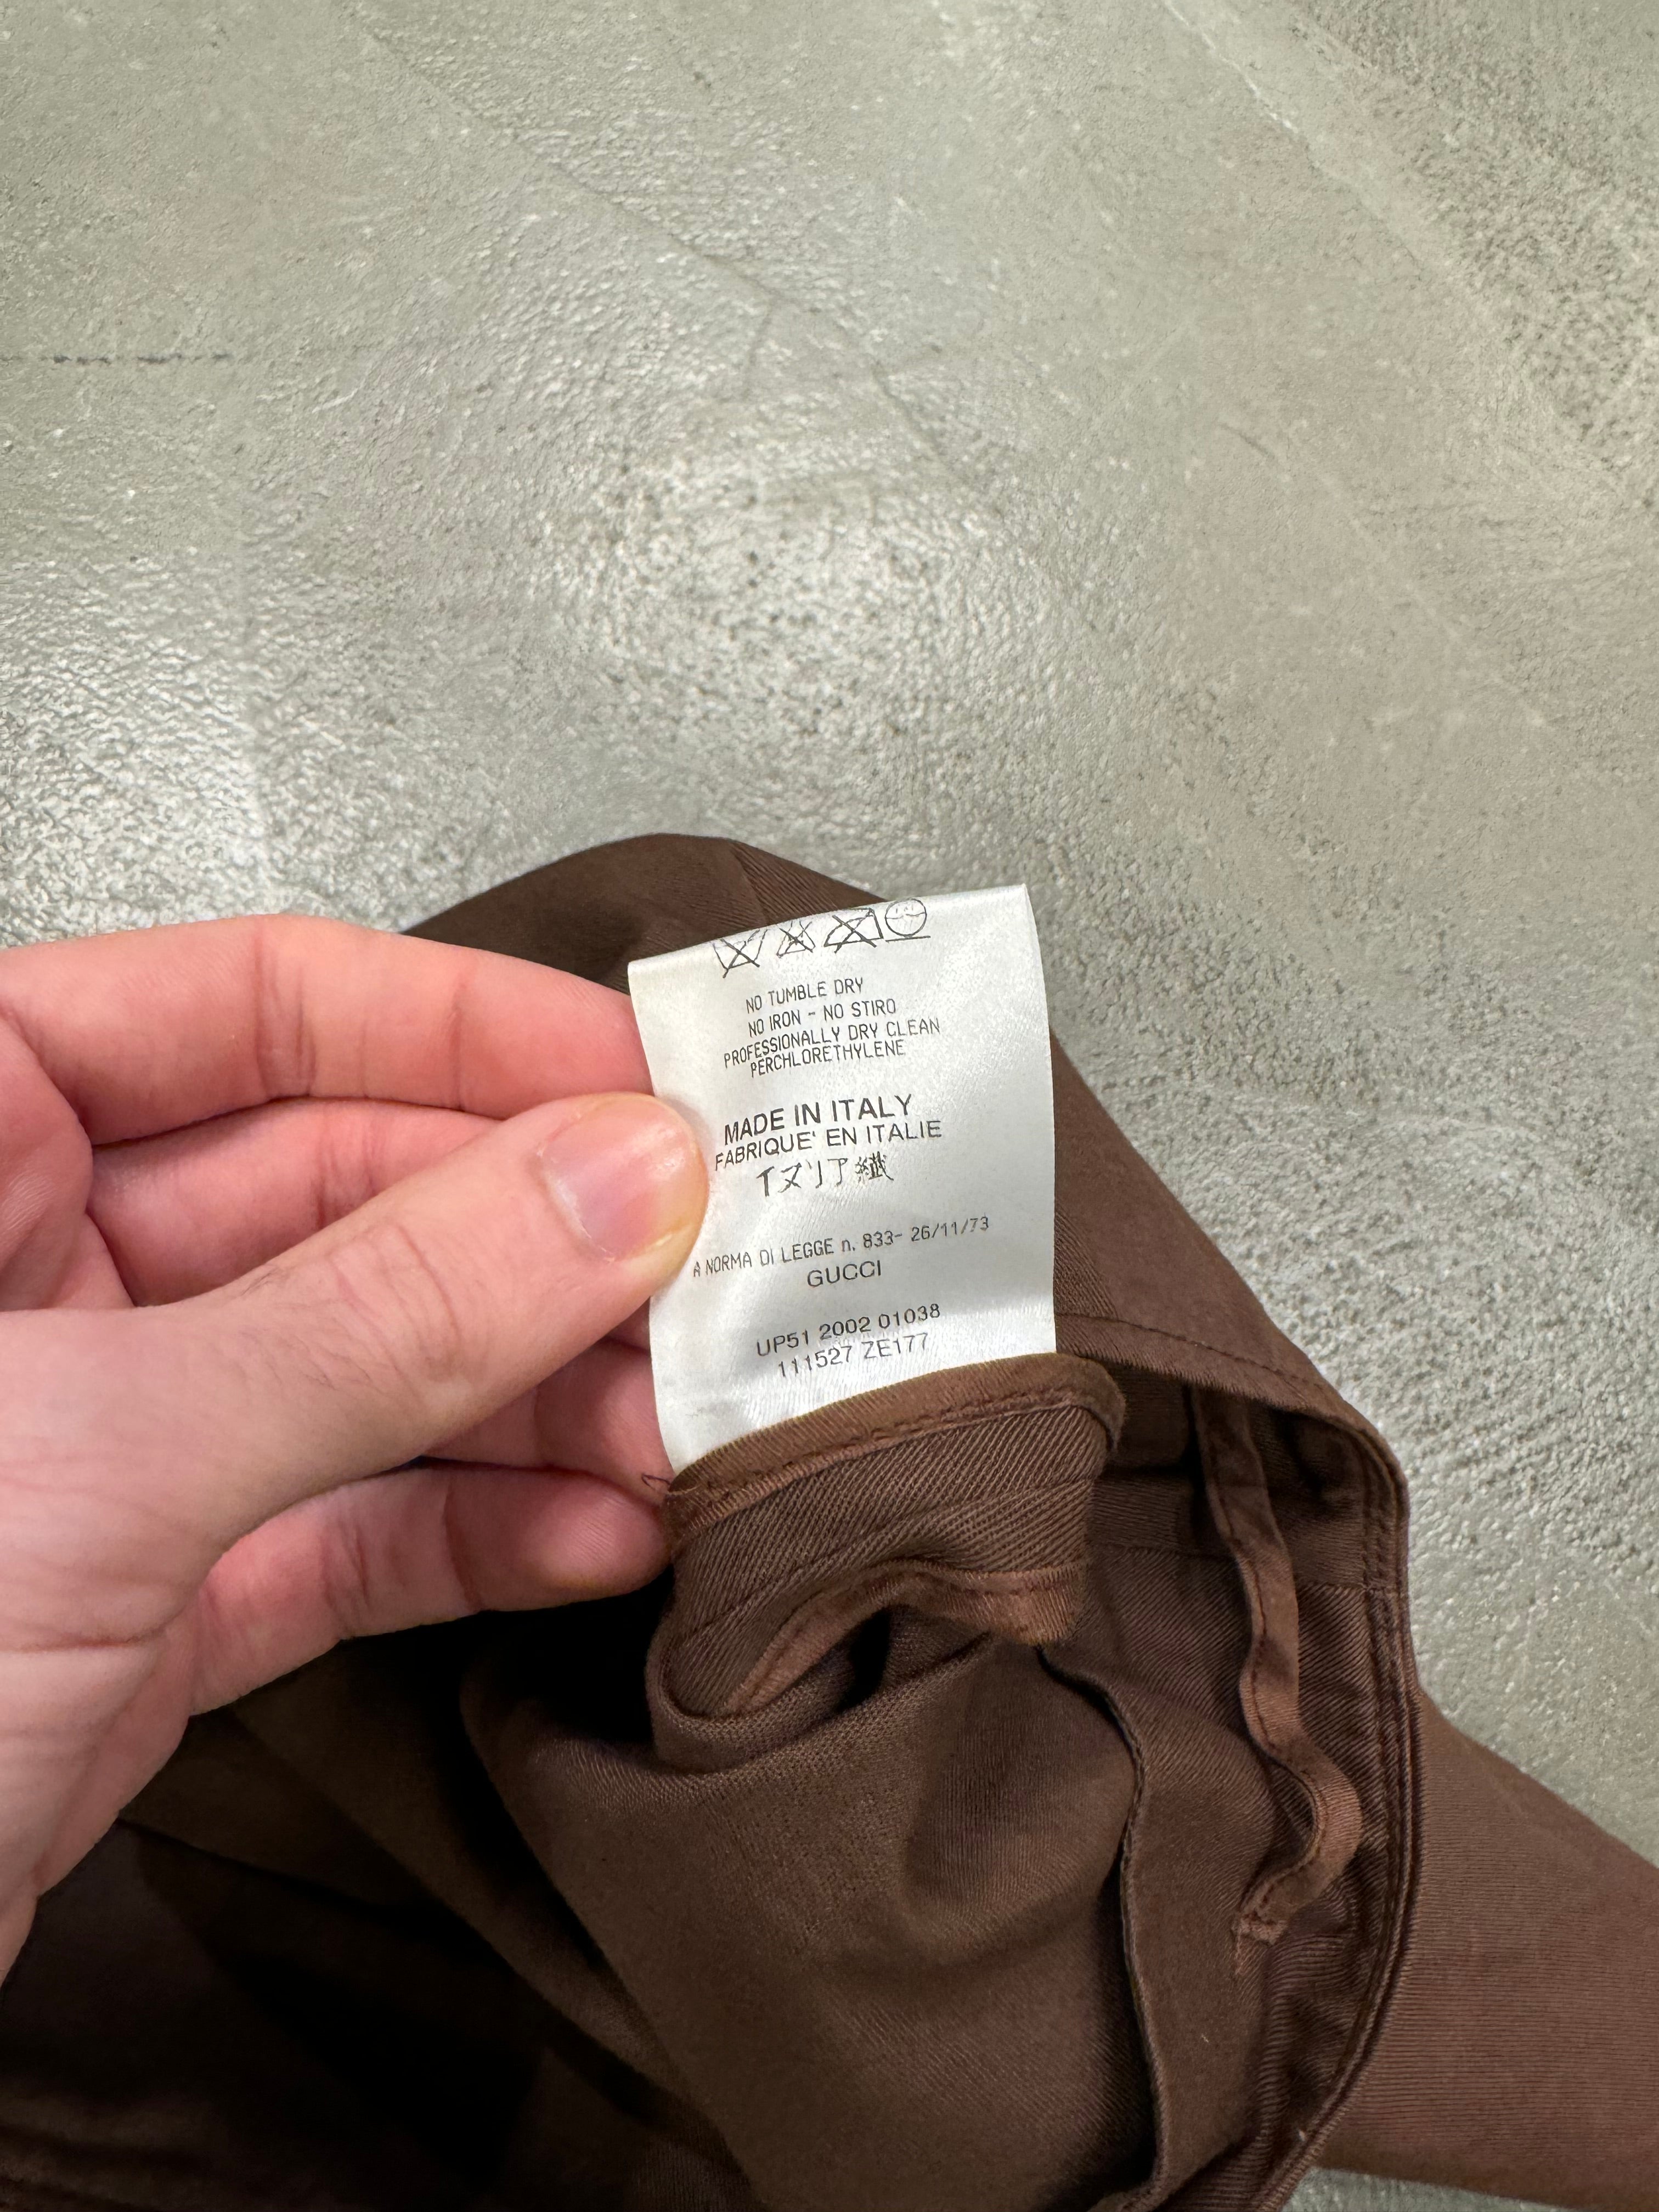 NO TUMBLE DRY
NO IRON - NO STIRO
PROFESSIONALLY DRY CLEAN
PERCHLORETHYLENE
MADE IN ITALY
FABRIQUE' EN ITALIE
A NORMA DI LEGGE n. 833- 26/11/73
GUCCI
UP51 2002 01038
111527 ZE177